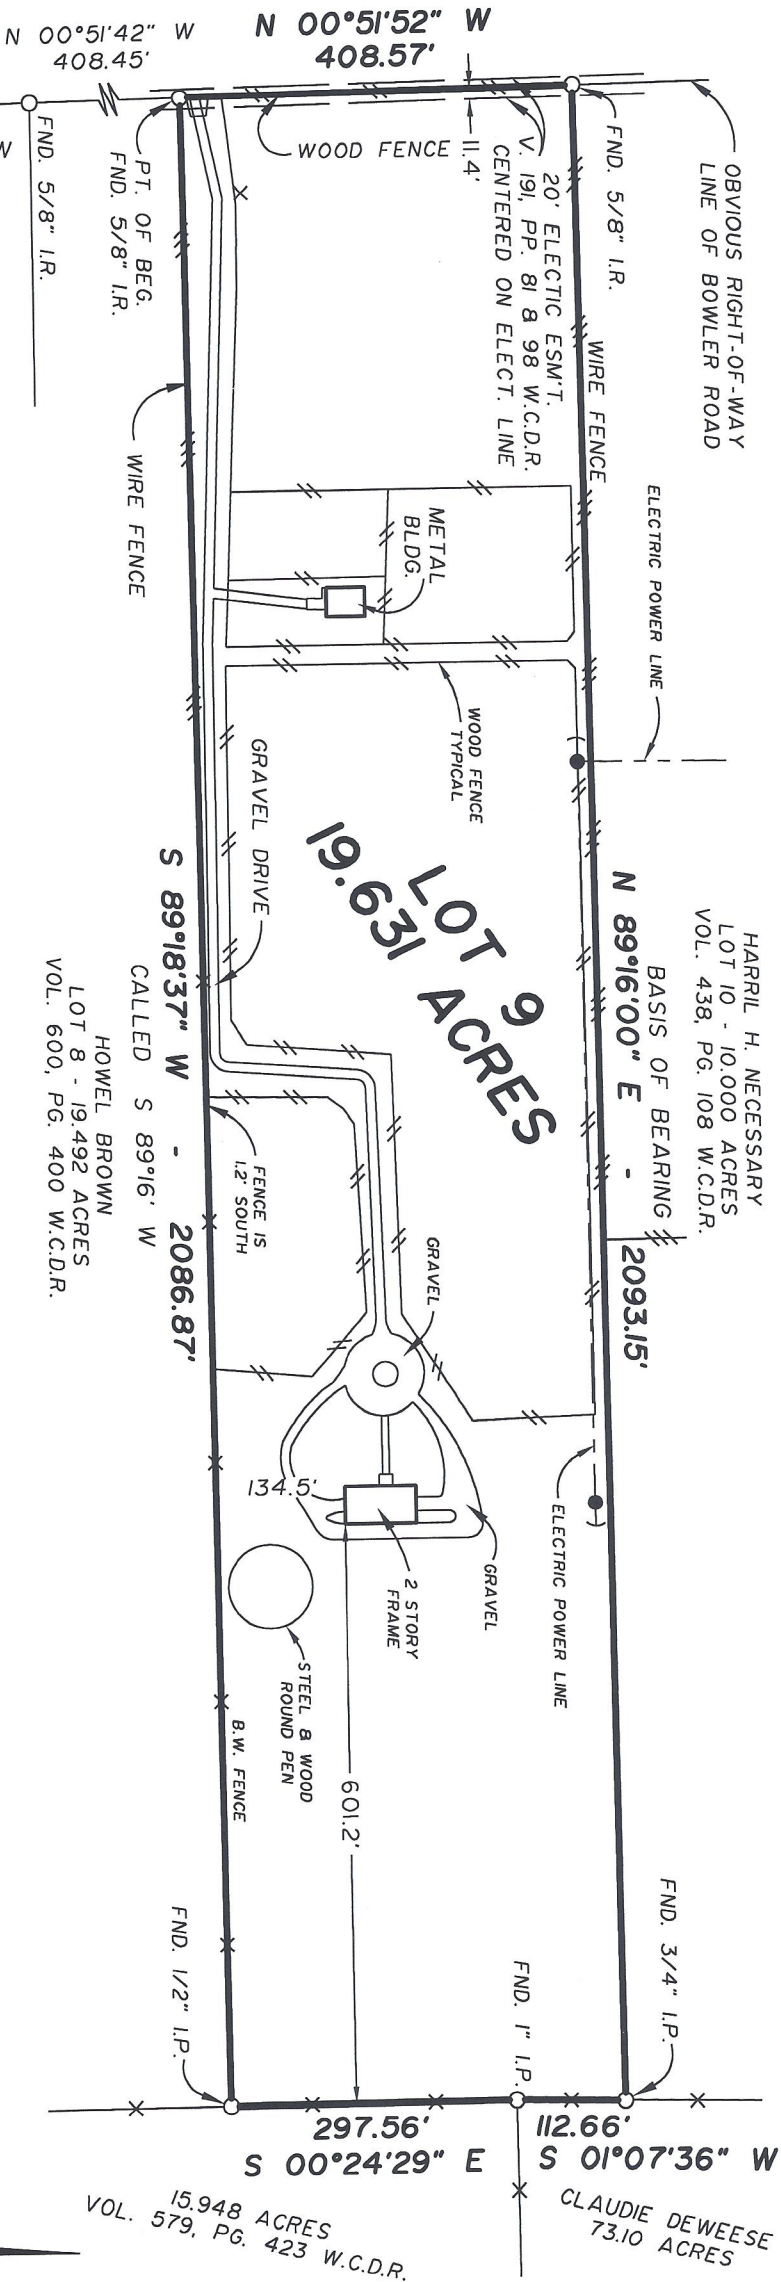 N 00°51'42" W
408.45'
N 00°51'52" W
408.57'
W
FND. 5/8" I.R.
PT. OF BEG.
FND. 5/8" I.R.
WOOD FENCE
11.4'
20' ELECTIC ESM'T.
V. 191, PP. 81 & 98 W.C.D.R.
CENTERED ON ELECT. LINE
FND. 5/8" I.R.
OBVIOUS RIGHT-OF-WAY
LINE OF BOWLER ROAD
WIRE FENCE
WIRE FENCE
METAL
BLDG.
ELECTRIC POWER LINE
WOOD FENCE
TYPICAL
GRAVEL DRIVE
LOT 9
19.631 ACRES
N 89°16'00" E - 2093.15'
BASIS OF BEARING
HARRIL H. NECESSARY
LOT 10 - 10.000 ACRES
VOL. 438, PG. 108 W.C.D.R.
S 89°18'37" W - 2086.87'
CALLED S 89°16' W
HOWEL BROWN
LOT 8 - 19.492 ACRES
VOL. 600, PG. 400 W.C.D.R.
FENCE IS
1.2' SOUTH
GRAVEL
134.5'
2 STORY
FRAME
GRAVEL
ELECTRIC POWER LINE
STEEL & WOOD
ROUND PEN
B.W. FENCE
601.2'
FND. 1/2" I.P.
FND. 1" I.P.
FND. 3/4" I.P.
297.56'
S 00°24'29" E
112.66'
S 01°07'36" W
15.948 ACRES
VOL. 579, PG. 423 W.C.D.R.
CLAUDIE DEWEESE
73.10 ACRES